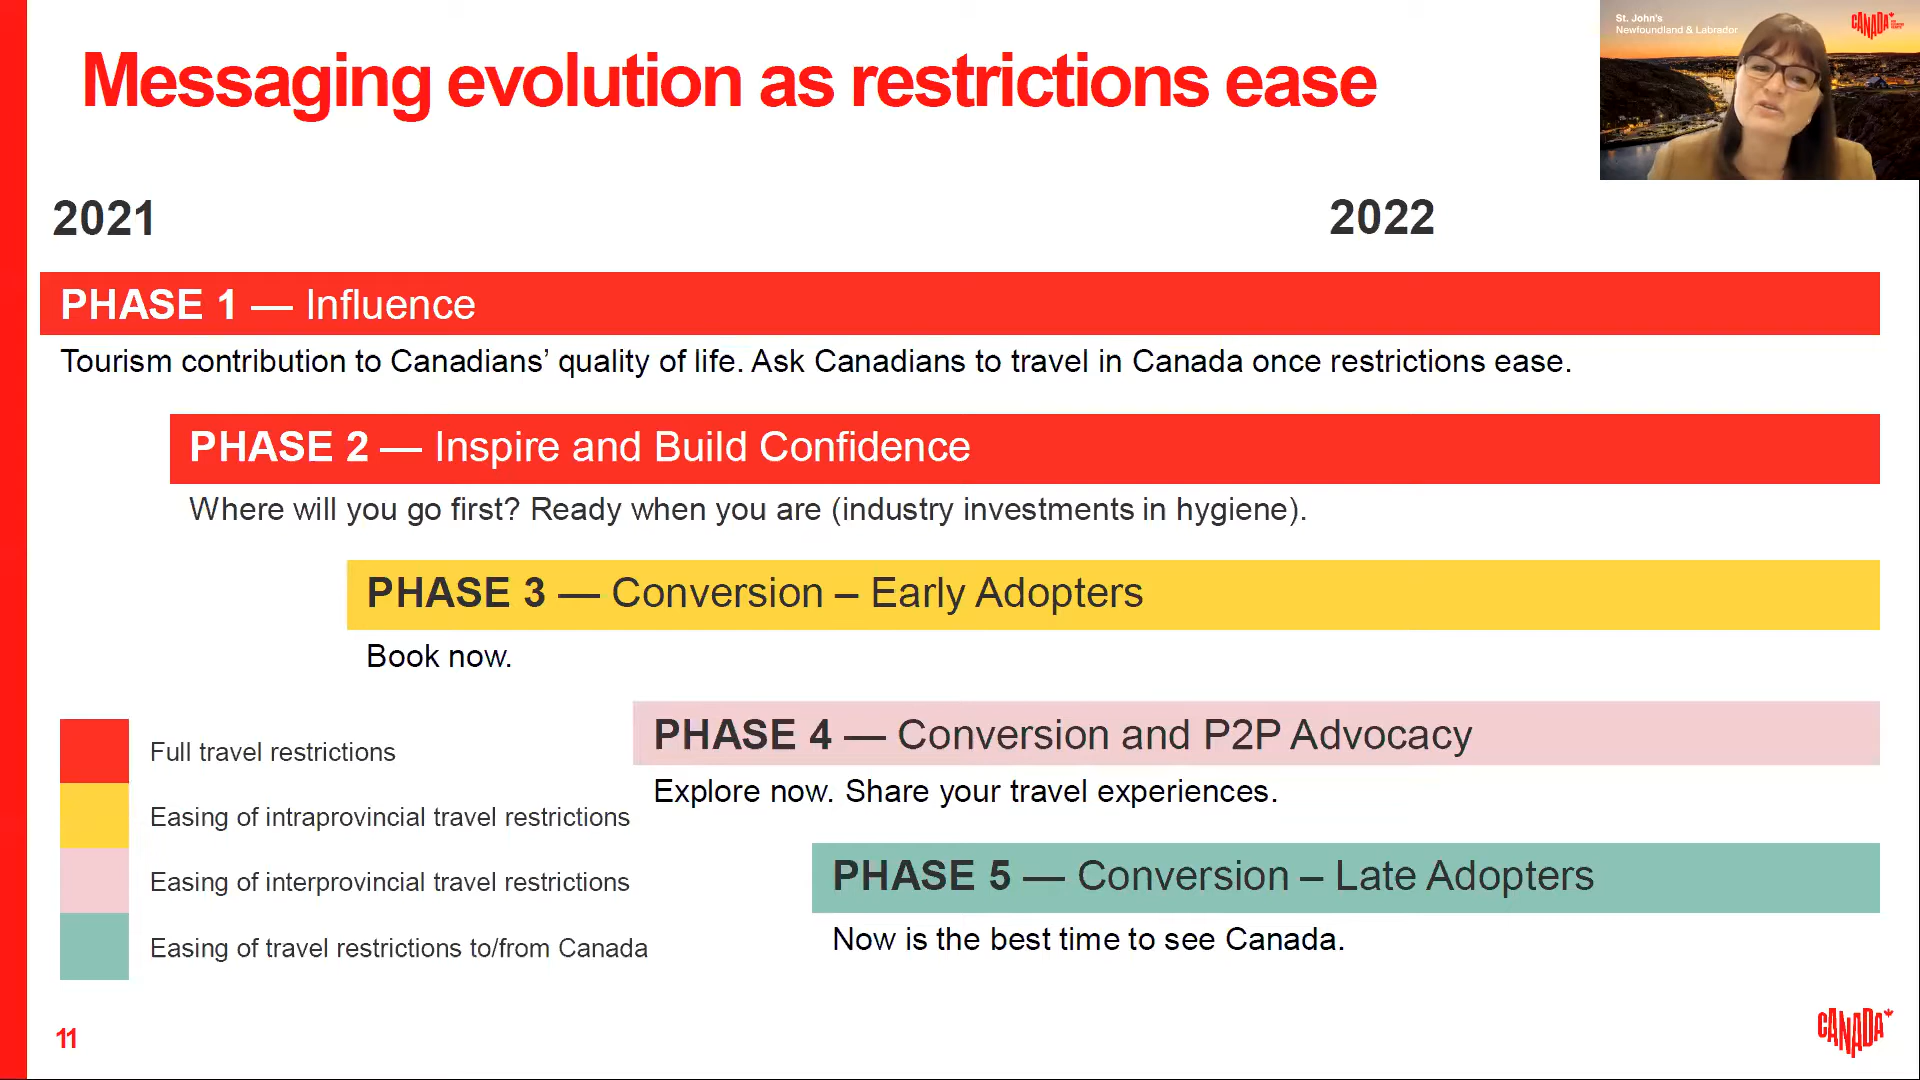 Messaging evolution as restrictions ease
St. John's
Newfoundland & Labrador
CANADA
2021
2022
PHASE 1 — Influence
Tourism contribution to Canadians’ quality of life. Ask Canadians to travel in Canada once restrictions ease.
PHASE 2 — Inspire and Build Confidence
Where will you go first? Ready when you are (industry investments in hygiene).
PHASE 3 — Conversion – Early Adopters
Book now.
PHASE 4 — Conversion and P2P Advocacy
Explore now. Share your travel experiences.
PHASE 5 — Conversion – Late Adopters
Now is the best time to see Canada.
Full travel restrictions
Easing of intraprovincial travel restrictions
Easing of interprovincial travel restrictions
Easing of travel restrictions to/from Canada
11
CANADA